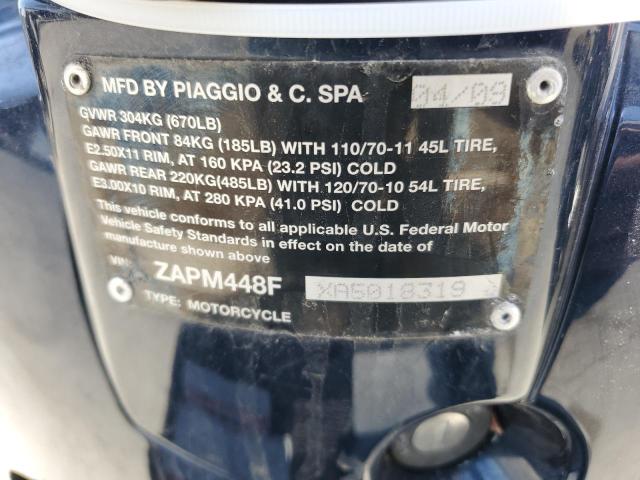 MFD BY PIAGGIO & C. SPA 04/09
GVWR 304KG (670LB)
GAWR FRONT 84KG (185LB) WITH 110/70-11 45L TIRE,
E2.50X11 RIM, AT 160 KPA (23.2 PSI) COLD
GAWR REAR 220KG(485LB) WITH 120/70-10 54L TIRE,
E3.00X10 RIM, AT 280 KPA (41.0 PSI) COLD
This vehicle conforms to all applicable U.S. Federal Motor
Vehicle Safety Standards in effect on the date of
manufacture shown above
VIN ZAPM448F XA5018319
TYPE: MOTORCYCLE